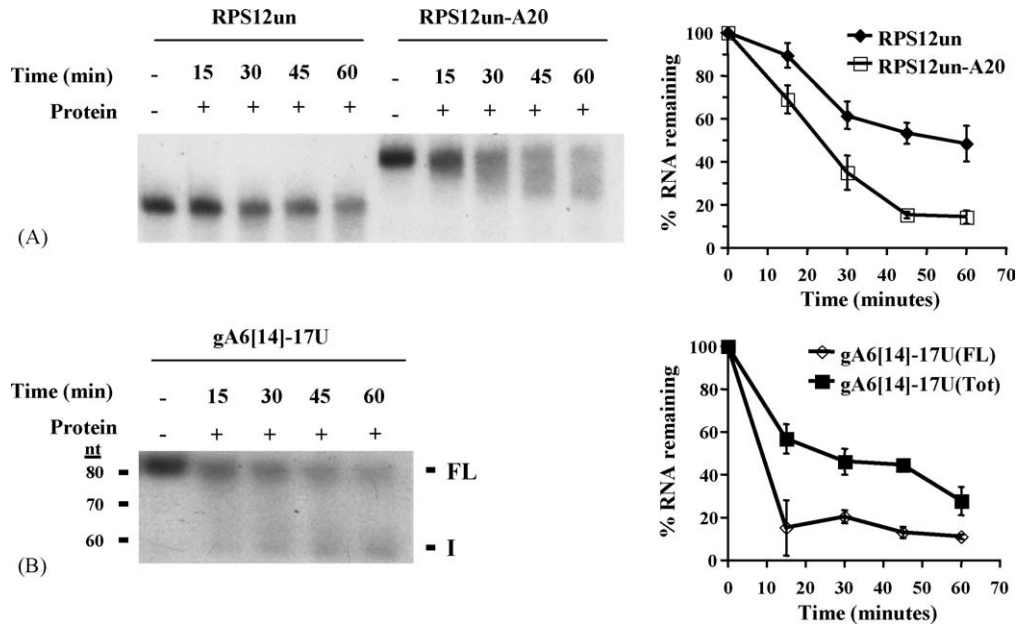 RPS12un RPS12un-A20
Time (min) - 15 30 45 60 - 15 30 45 60
Protein - + + + + - + + + +
(A)
% RNA remaining
100
80
60
40
20
0
0 10 20 30 40 50 60 70
Time (minutes)
RPS12un
RPS12un-A20
gA6[14]-17U
Time (min) - 15 30 45 60
Protein - + + + +
nt
80
70
60
FL
I
(B)
% RNA remaining
100
80
60
40
20
0
0 10 20 30 40 50 60 70
Time (minutes)
gA6[14]-17U(FL)
gA6[14]-17U(Tot)